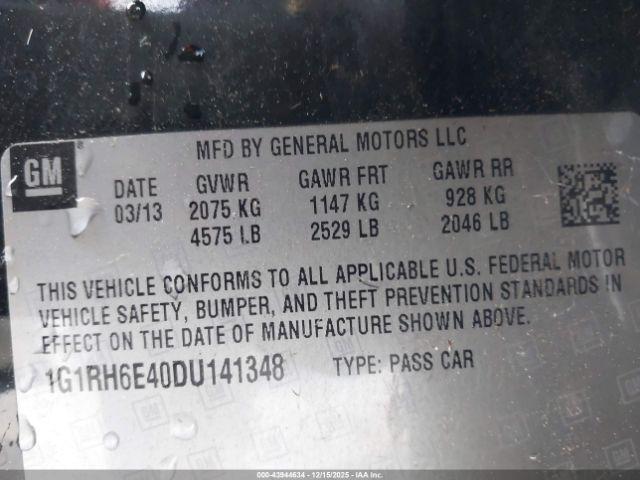 MFD BY GENERAL MOTORS LLC
GM
DATE GVWR GAWR FRT GAWR RR
03/13 2075 KG 1147 KG 928 KG
4575 LB 2529 LB 2046 LB
THIS VEHICLE CONFORMS TO ALL APPLICABLE U.S. FEDERAL MOTOR
VEHICLE SAFETY, BUMPER, AND THEFT PREVENTION STANDARDS IN
EFFECT ON THE DATE OF MANUFACTURE SHOWN ABOVE.
1G1RH6E40DU141348 TYPE: PASS CAR
000-43944634 - 12/15/2025 - IAA Inc.